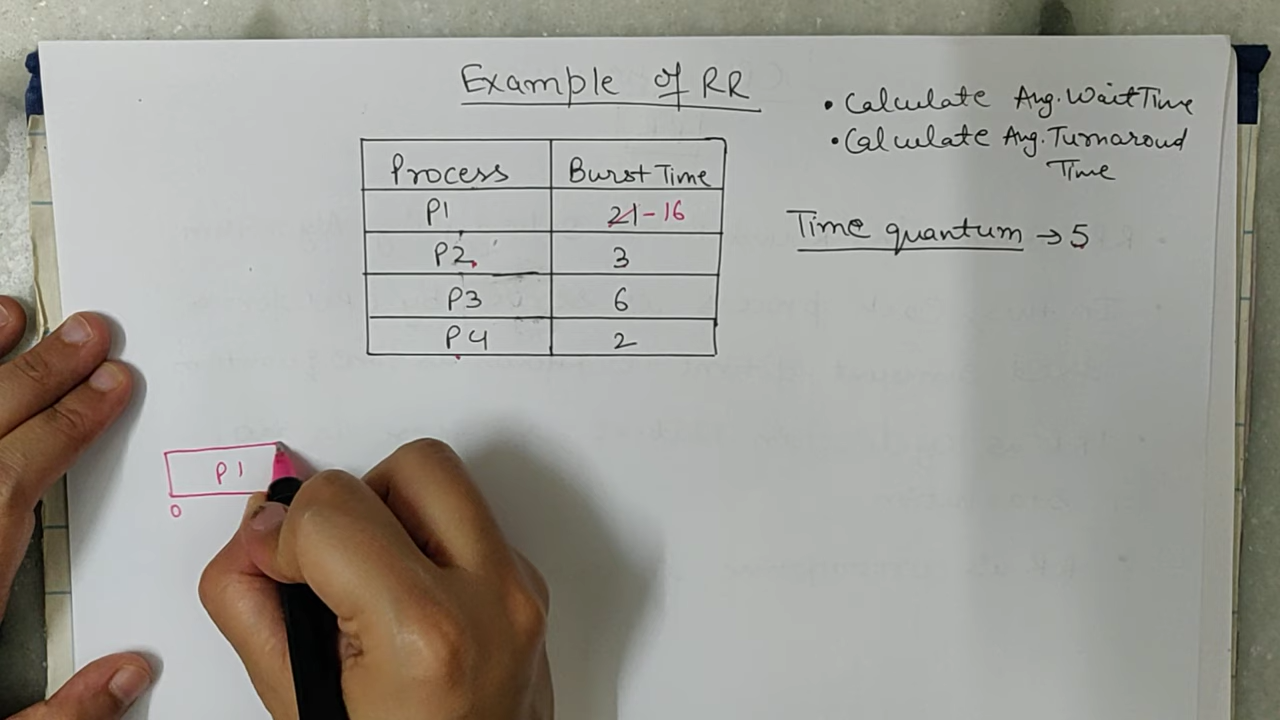 Example of RR
• Calculate Avg. Wait Time
• Calculate Avg. Turnaroud
Time
Process Burst Time
P1 21-16
P2 3
P3 6
P4 2
Time quantum → 5
P1
0